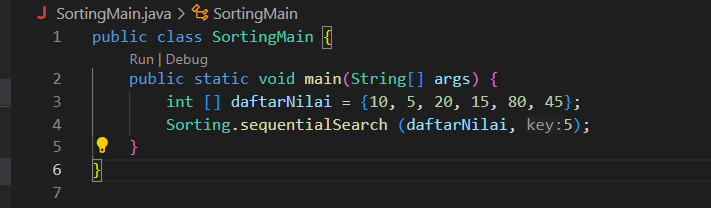 J SortingMain.java > SortingMain
1 public class SortingMain {
Run | Debug
2 public static void main(String[] args) {
3 int [] daftarNilai = {10, 5, 20, 15, 80, 45};
4 Sorting.sequentialSearch (daftarNilai, key:5);
5 }
6 }
7